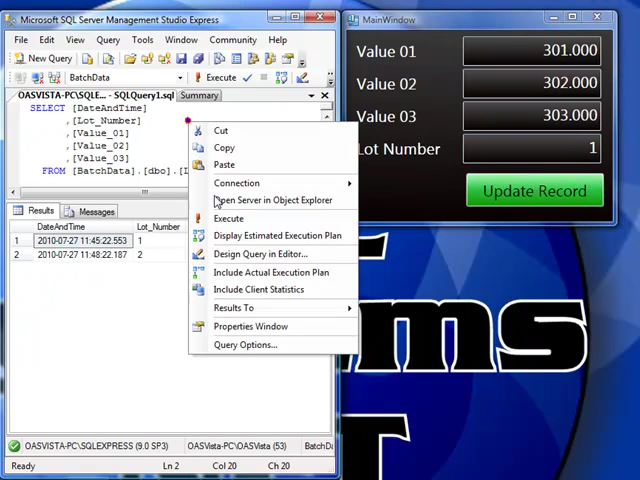 Microsoft SQL Server Management Studio Express
File Edit View Query Tools Window Community Help
New Query
BatchData Execute
OASVISTA-PC\SQLE... - SQLQuery1.sql Summary
SELECT [DateAndTime]
,[Lot_Number]
,[Value_01]
,[Value_02]
,[Value_03]
FROM [BatchData].[dbo].[L
Results Messages
DateAndTime Lot_Number
1 2010-07-27 11:45:22.553 1
2 2010-07-27 11:48:22.187 2
Cut
Copy
Paste
Connection
Open Server in Object Explorer
Execute
Display Estimated Execution Plan
Design Query in Editor...
Include Actual Execution Plan
Include Client Statistics
Results To
Properties Window
Query Options...
OASVISTA-PC\SQLEXPRESS (9.0 SP3) OASVista-PC\OASVista (53) BatchDa
Ready Ln 2 Col 20 Ch 20
MainWindow
Value 01 301.000
Value 02 302.000
Value 03 303.000
Lot Number 1
Update Record
ms
T